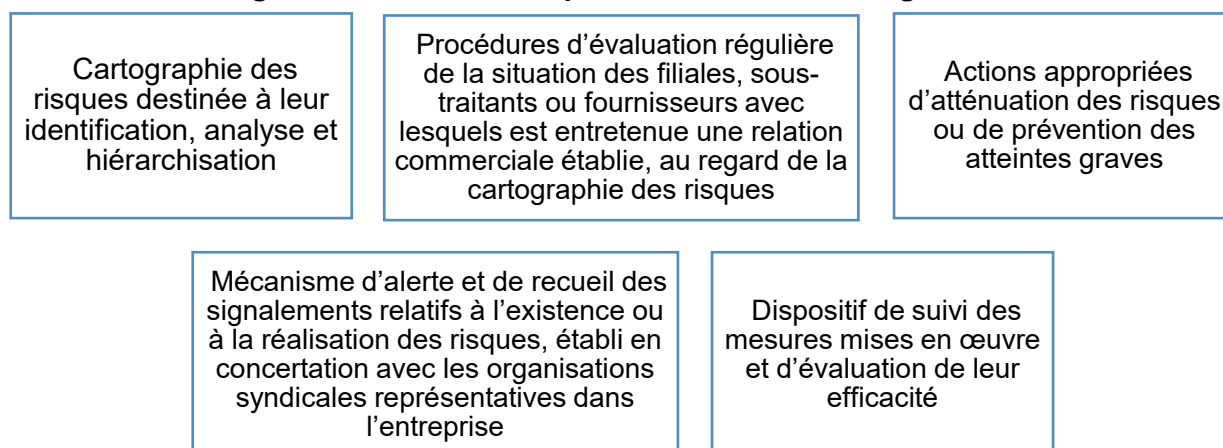 Cartographie des
risques destinée à leur
identification, analyse et
hiérarchisation
Procédures d’évaluation régulière
de la situation des filiales, sous-
traitants ou fournisseurs avec
lesquels est entretenue une relation
commerciale établie, au regard de la
cartographie des risques
Actions appropriées
d’atténuation des risques
ou de prévention des
atteintes graves
Mécanisme d’alerte et de recueil des
signalements relatifs à l’existence ou
à la réalisation des risques, établi en
concertation avec les organisations
syndicales représentatives dans
l’entreprise
Dispositif de suivi des
mesures mises en œuvre
et d’évaluation de leur
efficacité